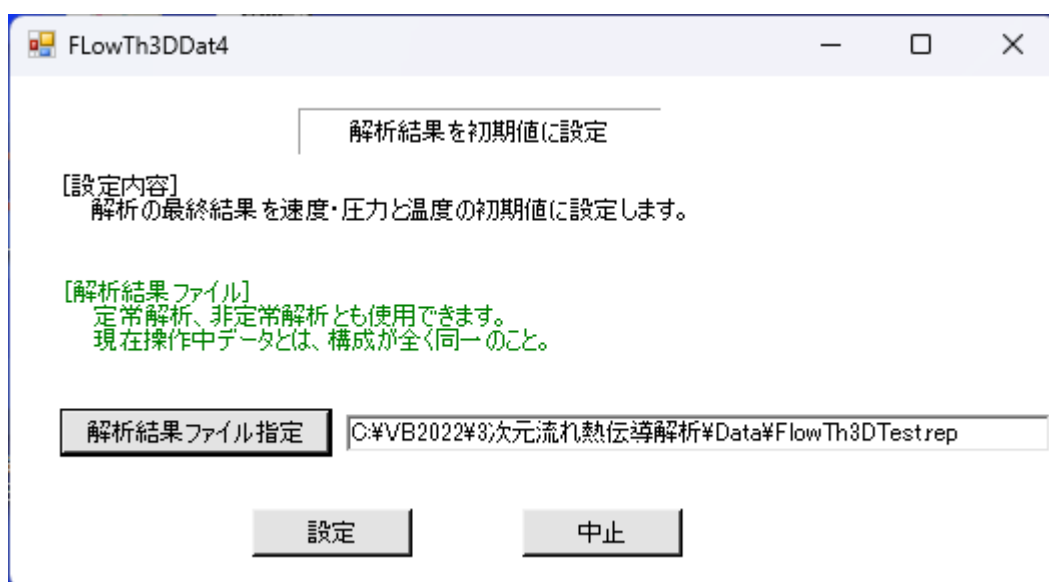 FLowTh3DDat4
解析結果を初期値に設定
[設定内容]
解析の最終結果を速度・圧力と温度の初期値に設定します。
[解析結果ファイル]
定常解析、非定常解析とも使用できます。
現在操作中データとは、構成が全く同一のこと。
解析結果ファイル指定 C:¥VB2022¥3次元流れ熱伝導解析¥Data¥FlowTh3DTest.rep
設定 中止